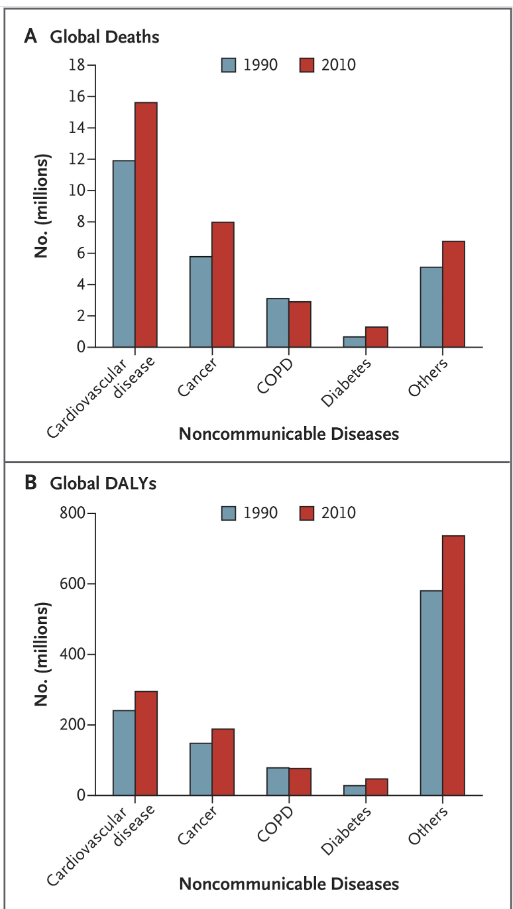 A Global Deaths
1990
2010
18
16
14
12
10
8
6
4
2
0
No. (millions)
Cardiovascular
disease
Cancer
COPD
Diabetes
Others
Noncommunicable Diseases
B Global DALYs
1990
2010
800
600
400
200
0
No. (millions)
Cardiovascular
disease
Cancer
COPD
Diabetes
Others
Noncommunicable Diseases